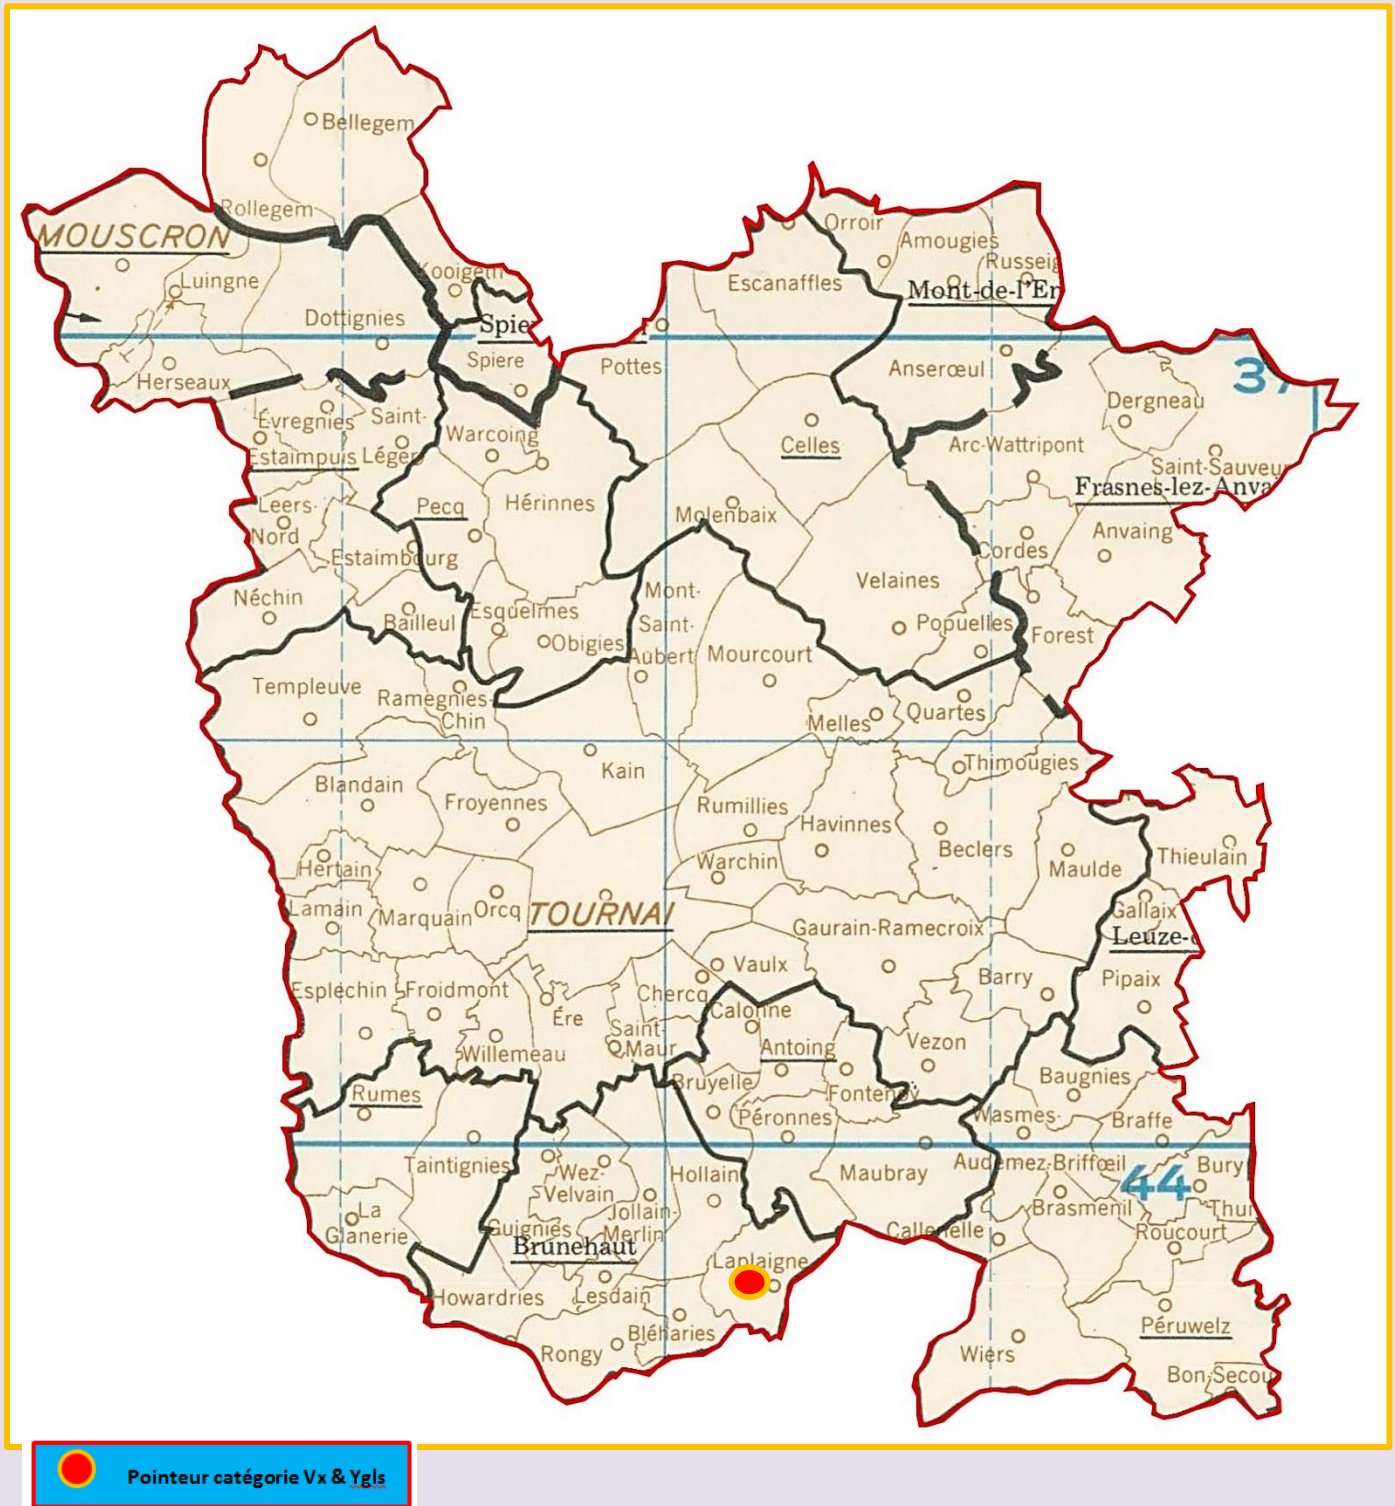 Bellegem
Rollegem
MOUSCRON
Luingne
Kooigem
Dottignies
Spie
Spiere
Herseaux
Orroir
Amougies
Russeig
Escanaffles
Mont-de-l'Er
Pottes
Anserœul
37
Dergneau
Évregnies
Saint-
Léger
Estaimpuis
Warcoing
Celles
Arc-Wattripont
Saint-Sauveu
Frasnes-lez-Anva
Leers-
Nord
Pecq
Hérinnes
Molenbaix
Anvaing
Estaimbourg
Cordes
Velaines
Néchin
Bailleul
Esquelmes
Obigies
Mont-
Saint-
Aubert
Mourcourt
Popuelles
Forest
Templeuve
Ramegnies-
Chin
Melles
Quartes
Kain
Thimougies
Blandain
Froyennes
Rumillies
Havinnes
Beclers
Maulde
Thieulain
Hertain
Warchin
Lamain
Marquain
Orcq
TOURNAI
Gaurain-Ramecroix
Gallaix
Leuze-
Vaulx
Barry
Pipaix
Esplechin
Froidmont
Ére
Chercq
Calonne
Saint-
Maur
Willemeau
Antoing
Vezon
Rumes
Bruyelle
Fontenoy
Baugnies
Péronnes
Wasmes-
Audemez-Briffœil
Braffe
Taintignies
Wez-
Velvain
Hollain
Maubray
44
Bury
La
Glanerie
Guignies
Jollain-
Merlin
Callenelle
Brasmenil
Thui
Roucourt
Brunehaut
Laplaigne
Howardries
Lesdain
Bléharies
Rongy
Péruwelz
Wiers
Bon-Secou
Pointeur catégorie Vx & Ygls